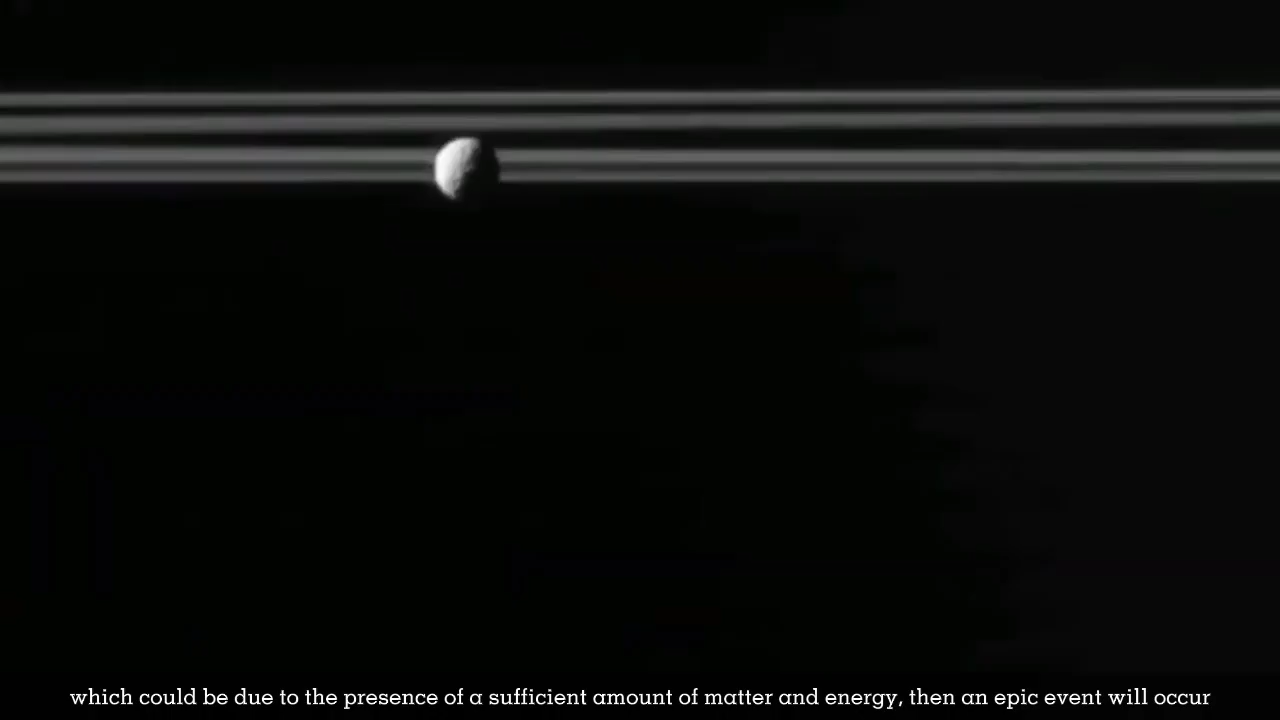 which could be due to the presence of a sufficient amount of matter and energy, then an epic event will occur